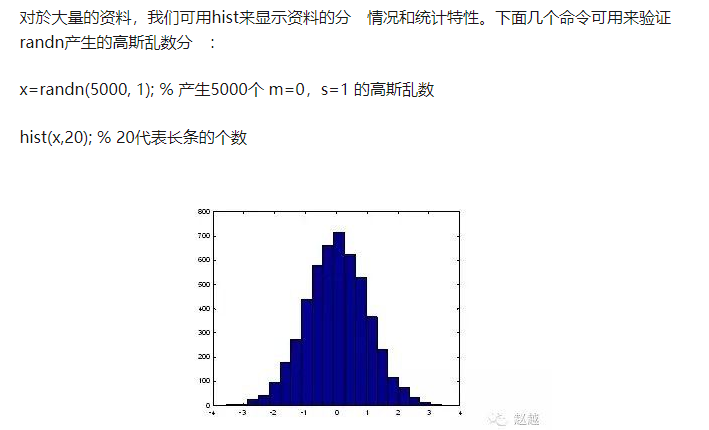 对於大量的资料，我们可用hist来显示资料的分　情况和统计特性。下面几个命令可用来验证
randn产生的高斯乱数分　：
x=randn(5000, 1); % 产生5000个 m=0，s=1 的高斯乱数
hist(x,20); % 20代表长条的个数
800
700
600
500
400
300
200
100
0
-4 -3 -2 -1 0 1 2 3 4
赵越